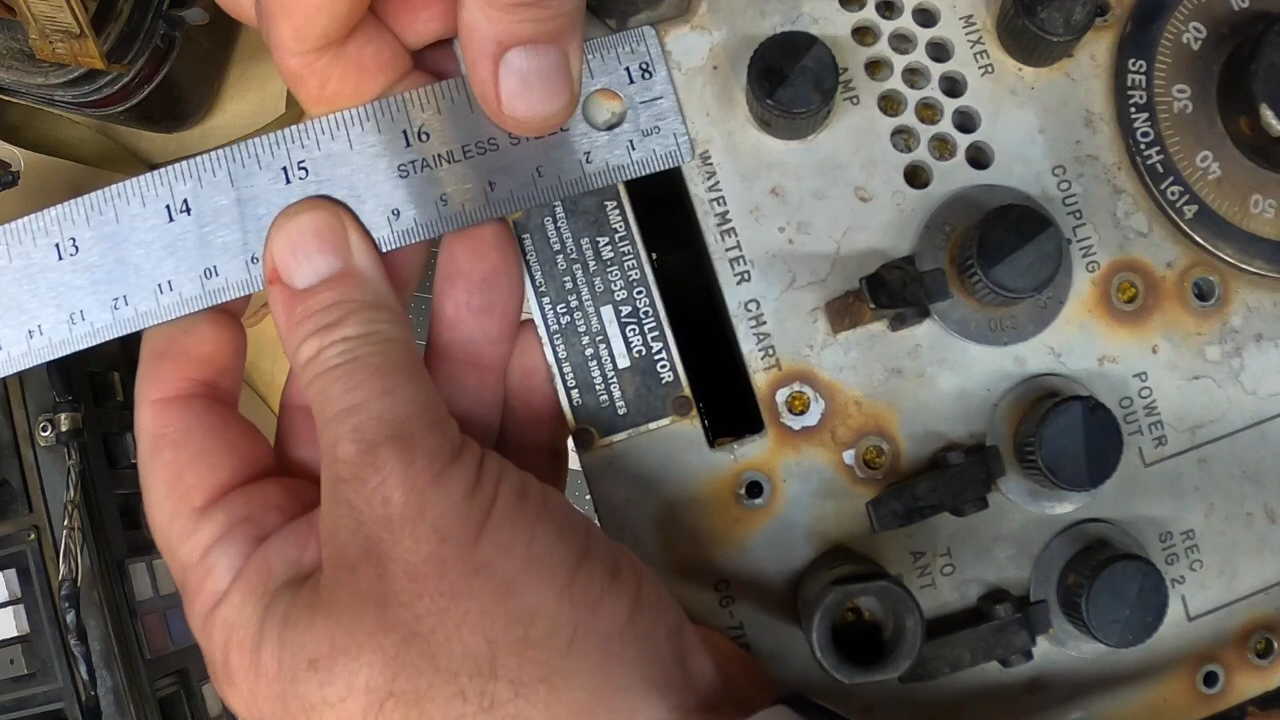 18
16
15
14
13
STAINLESS STEEL
cm
1
2
3
4
5
6
9
10
11
12
13
14
AMPLIFIER-OSCILLATOR
AM-1958 A/GRC
SERIAL NO.
FREQUENCY ENGINEERING LABORATORIES
ORDER NO. FR 36-039-N-6-31992(E)
U.S.
FREQUENCY RANGE 1350-1850 MC
WAVEMETER CHART
AMP
MIXER
COUPLING
SER.NO.H-1614
20
30
40
50
POWER
OUT
REC
SIG 2
TO
ANT